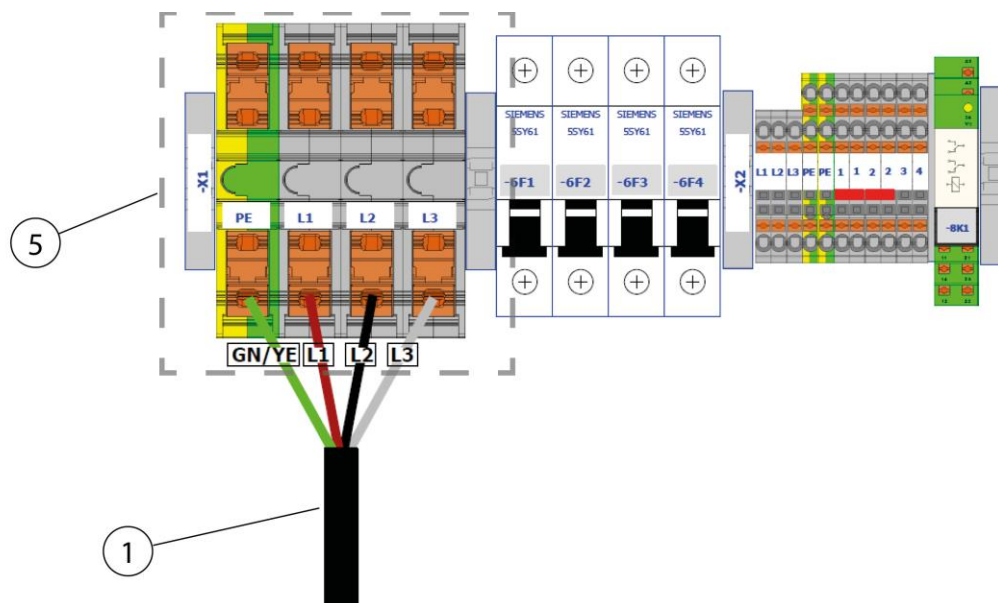 -X1
PE L1 L2 L3
GN/YE L1 L2 L3
5
1
SIEMENS SIEMENS SIEMENS SIEMENS
5SY61 5SY61 5SY61 5SY61
-6F1 -6F2 -6F3 -6F4
-X2
L1 L2 L3 PE PE 1 1 2 2 3 4
-8K1